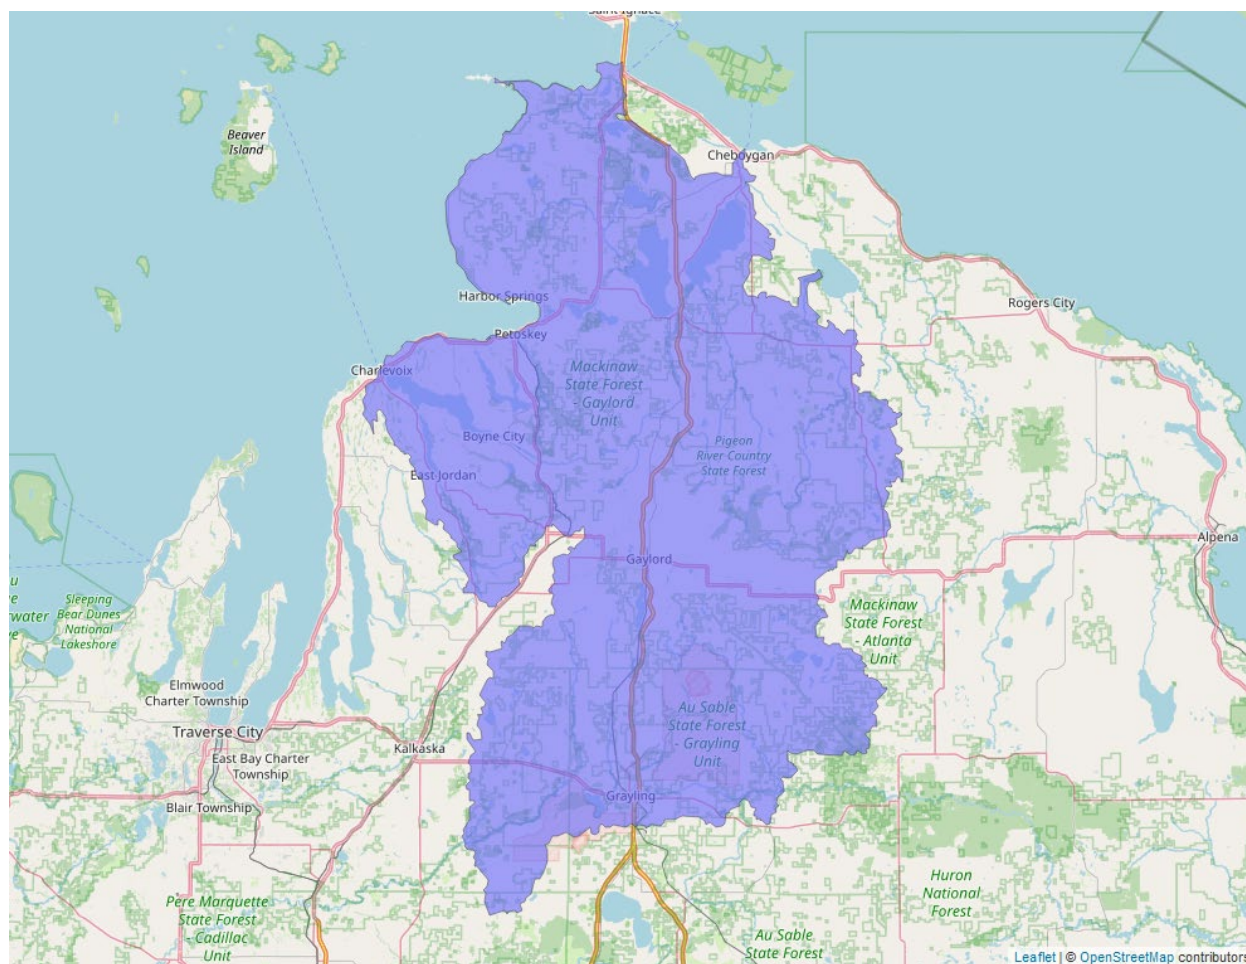 Saint Ignace
Beaver
Island
Cheboygan
Harbor Springs
Rogers City
Petoskey
Charlevoix
Mackinaw
State Forest
- Gaylord
Unit
Boyne City
Pigeon
River Country
State Forest
East Jordan
Alpena
Gaylord
Sleeping
Bear Dunes
National
Lakeshore
Mackinaw
State Forest
- Atlanta
Unit
Elmwood
Charter Township
Au Sable
State Forest
- Grayling
Unit
Traverse City
Kalkaska
East Bay Charter
Township
Grayling
Blair Township
Huron
National
Forest
Pere Marquette
State Forest
- Cadillac
Unit
Au Sable
State Forest
Leaflet | © OpenStreetMap contributors